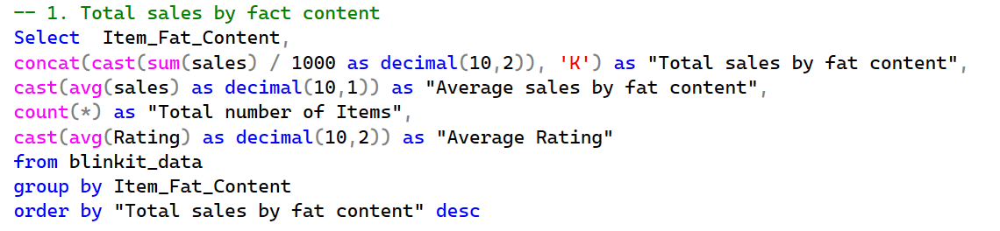 -- 1. Total sales by fact content
Select  Item_Fat_Content,
concat(cast(sum(sales) / 1000 as decimal(10,2)), 'K') as "Total sales by fat content",
cast(avg(sales) as decimal(10,1)) as "Average sales by fat content",
count(*) as "Total number of Items",
cast(avg(Rating) as decimal(10,2)) as "Average Rating"
from blinkit_data
group by Item_Fat_Content
order by "Total sales by fat content" desc